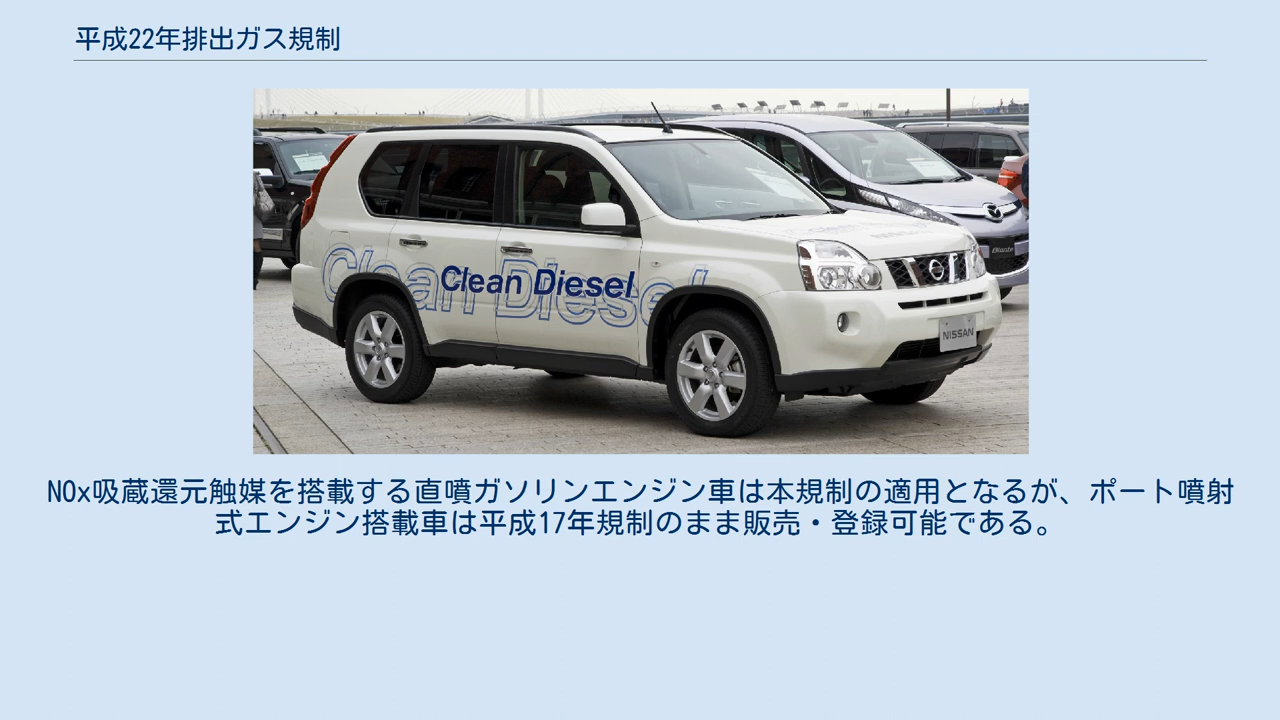 平成22年排出ガス規制
Clean Diesel
Clean Diesel
NISSAN
NOx吸蔵還元触媒を搭載する直噴ガソリンエンジン車は本規制の適用となるが、ポート噴射
式エンジン搭載車は平成17年規制のまま販売・登録可能である。